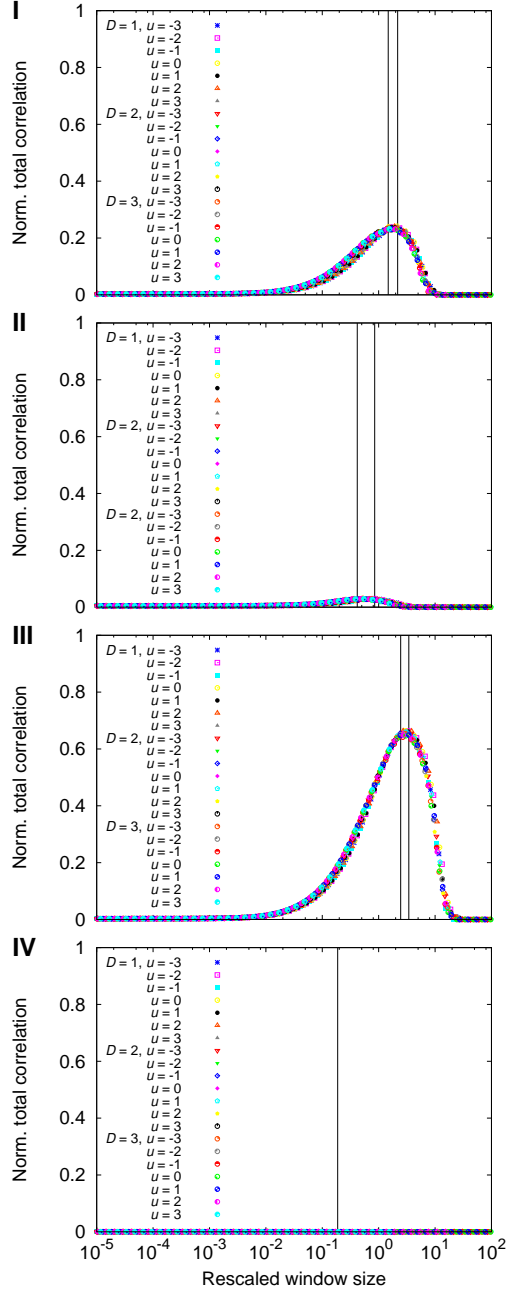 I
Norm. total correlation
1
0.8
0.6
0.4
0.2
0
D = 1, u = -3
u = -2
u = -1
u = 0
u = 1
u = 2
u = 3
D = 2, u = -3
u = -2
u = -1
u = 0
u = 1
u = 2
u = 3
D = 3, u = -3
u = -2
u = -1
u = 0
u = 1
u = 2
u = 3
II
Norm. total correlation
1
0.8
0.6
0.4
0.2
0
D = 1, u = -3
u = -2
u = -1
u = 0
u = 1
u = 2
u = 3
D = 2, u = -3
u = -2
u = -1
u = 0
u = 1
u = 2
u = 3
D = 2, u = -3
u = -2
u = -1
u = 0
u = 1
u = 2
u = 3
III
Norm. total correlation
1
0.8
0.6
0.4
0.2
0
D = 1, u = -3
u = -2
u = -1
u = 0
u = 1
u = 2
u = 3
D = 2, u = -3
u = -2
u = -1
u = 0
u = 1
u = 2
u = 3
D = 3, u = -3
u = -2
u = -1
u = 0
u = 1
u = 2
u = 3
IV
Norm. total correlation
1
0.8
0.6
0.4
0.2
0
D = 1, u = -3
u = -2
u = -1
u = 0
u = 1
u = 2
u = 3
D = 2, u = -3
u = -2
u = -1
u = 0
u = 1
u = 2
u = 3
D = 3, u = -3
u = -2
u = -1
u = 0
u = 1
u = 2
u = 3
10^-5 10^-4 10^-3 10^-2 10^-1 10^0 10^1 10^2
Rescaled window size